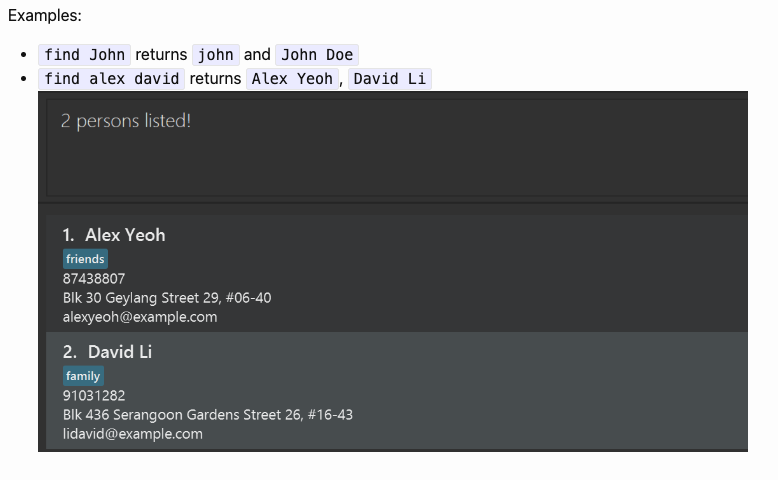 Examples:
find John returns john and John Doe
find alex david returns Alex Yeoh, David Li
2 persons listed!
1. Alex Yeoh
friends
87438807
Blk 30 Geylang Street 29, #06-40
alexyeoh@example.com
2. David Li
family
91031282
Blk 436 Serangoon Gardens Street 26, #16-43
lidavid@example.com